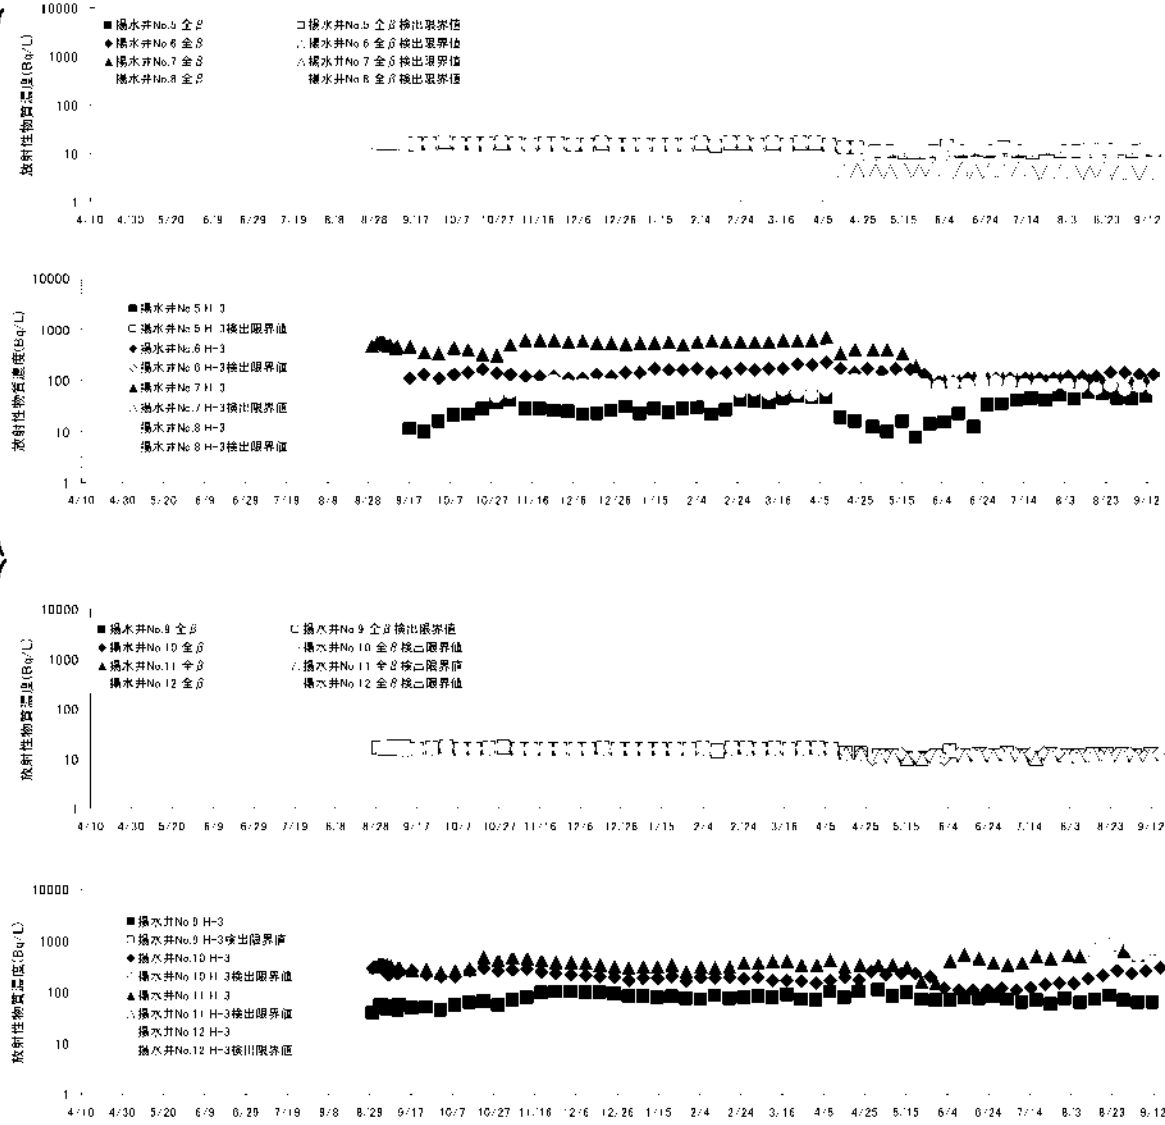 10000
■ 揚水井No.5 全β □ 揚水井No.5 全β検出限界値
◆ 揚水井No.6 全β 揚水井No.6 全β検出限界値
▲ 揚水井No.7 全β △ 揚水井No.7 全β検出限界値
揚水井No.8 全β 揚水井No.8 全β検出限界値
1000
100
10
1
放射性物質濃度(Bq/L)
4/10 4/30 5/20 6/9 6/29 7/19 8/8 8/28 9/17 10/7 10/27 11/16 12/6 12/26 1/15 2/4 2/24 3/16 4/5 4/25 5/15 6/4 6/24 7/14 8/3 8/23 9/12
10000
1000
100
10
1
放射性物質濃度(Bq/L)
■ 揚水井No.5 H-3
□ 揚水井No.5 H-3検出限界値
◆ 揚水井No.6 H-3
◇ 揚水井No.6 H-3検出限界値
▲ 揚水井No.7 H-3
△ 揚水井No.7 H-3検出限界値
揚水井No.8 H-3
揚水井No.8 H-3検出限界値
4/10 4/30 5/20 6/9 6/29 7/19 8/8 8/28 9/17 10/7 10/27 11/16 12/6 12/26 1/15 2/4 2/24 3/16 4/5 4/25 5/15 6/4 6/24 7/14 8/3 8/23 9/12
10000
■ 揚水井No.9 全β □ 揚水井No.9 全β検出限界値
◆ 揚水井No.10 全β 揚水井No.10 全β検出限界値
▲ 揚水井No.11 全β △ 揚水井No.11 全β検出限界値
揚水井No.12 全β 揚水井No.12 全β検出限界値
1000
100
10
1
放射性物質濃度(Bq/L)
4/10 4/30 5/20 6/9 6/29 7/19 8/8 8/28 9/17 10/7 10/27 11/16 12/6 12/26 1/15 2/4 2/24 3/16 4/5 4/25 5/15 6/4 6/24 7/14 8/3 8/23 9/12
10000
1000
100
10
1
放射性物質濃度(Bq/L)
■ 揚水井No.9 H-3
□ 揚水井No.9 H-3検出限界値
◆ 揚水井No.10 H-3
揚水井No.10 H-3検出限界値
▲ 揚水井No.11 H-3
△ 揚水井No.11 H-3検出限界値
揚水井No.12 H-3
揚水井No.12 H-3検出限界値
4/10 4/30 5/20 6/9 6/29 7/19 8/8 8/28 9/17 10/7 10/27 11/16 12/6 12/26 1/15 2/4 2/24 3/16 4/5 4/25 5/15 6/4 6/24 7/14 8/3 8/23 9/12